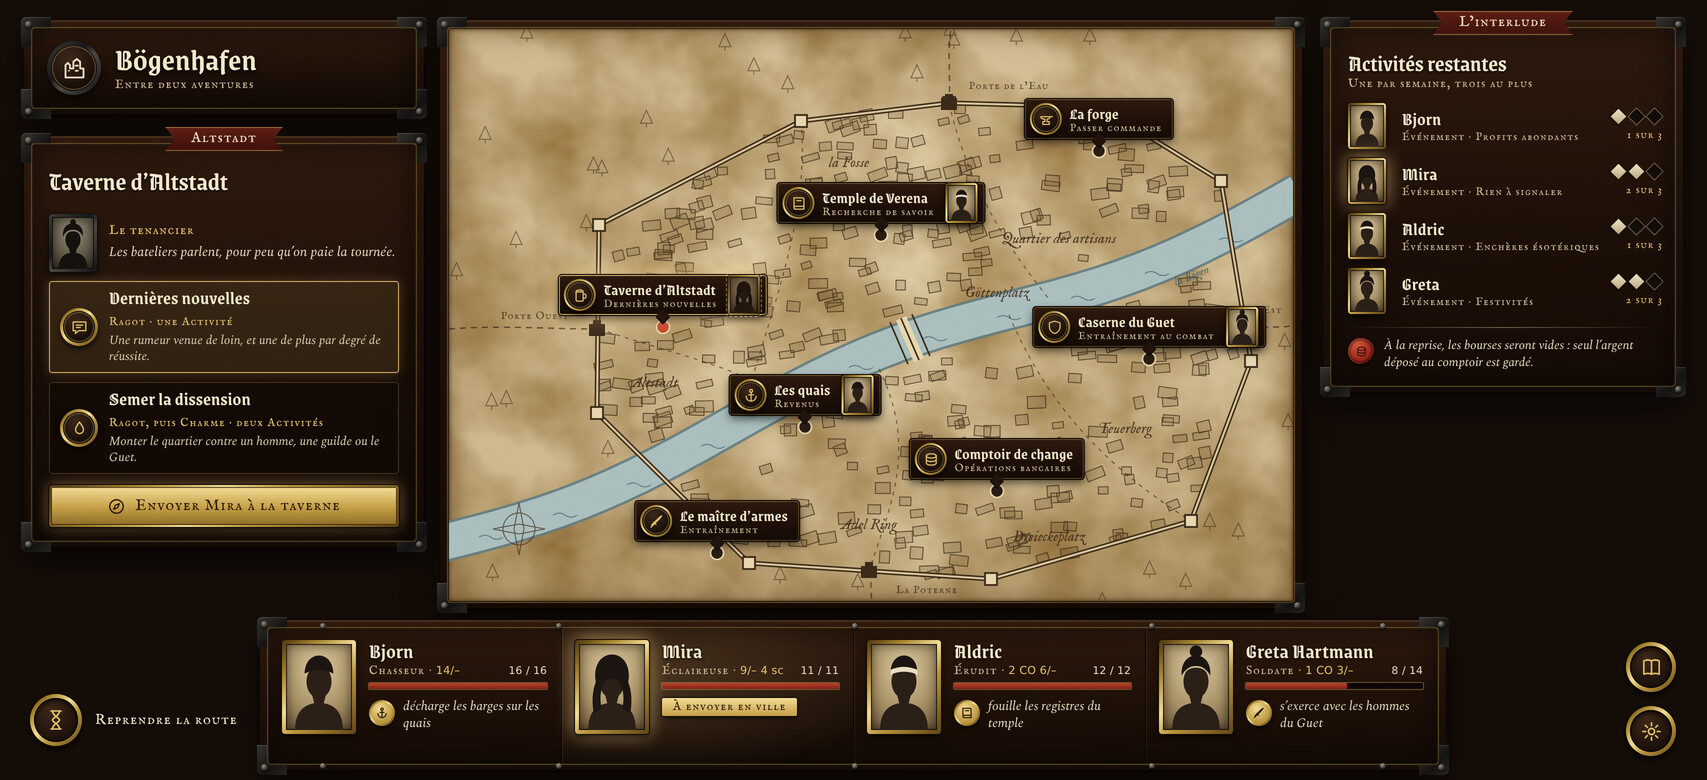 Bögenhafen
Entre deux aventures
Altstadt
Taverne d'Altstadt
Le tenancier
Les bateliers parlent, pour peu qu'on paie la tournée.
Dernières nouvelles
Ragot · une Activité
Une rumeur venue de loin, et une de plus par degré de
réussite.
Semer la dissension
Ragot, puis Charme · deux Activités
Monter le quartier contre un homme, une guilde ou le
Guet.
Envoyer Mira à la taverne
Porte de l'Eau
La forge
Passer commande
la Fosse
Temple de Verena
Recherche de savoir
Quartier des artisans
Taverne d'Altstadt
Dernières nouvelles
Göttenplatz
Porte Ouest
Caserne du Guet
Entraînement au combat
Altstadt
Les quais
Revenus
Feuerberg
Comptoir de change
Opérations bancaires
Le maître d'armes
Entraînement
Adel Ring
Dreieckeplatz
La Poterne
L'Interlude
Activités restantes
Une par semaine, trois au plus
Bjorn
Événement · Profits abondants
1 sur 3
Mira
Événement · Rien à signaler
2 sur 3
Aldric
Événement · Enchères ésotériques
1 sur 3
Greta
Événement · Festivités
2 sur 3
À la reprise, les bourses seront vides : seul l'argent
déposé au comptoir est gardé.
Reprendre la route
Bjorn
Chasseur · 14/– 16 / 16
décharge les barges sur les
quais
Mira
Éclaireuse · 9/– 4 sc 11 / 11
À envoyer en ville
Aldric
Érudit · 2 CO 6/– 12 / 12
fouille les registres du
temple
Greta Hartmann
Soldate · 1 CO 3/– 8 / 14
s'exerce avec les hommes
du Guet